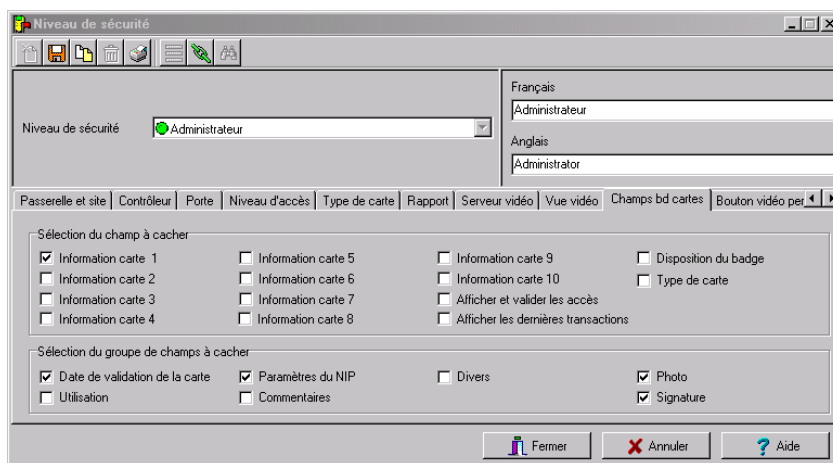 Niveau de sécurité
Français
Administrateur
Niveau de sécurité Administrateur
Anglais
Administrator
Passerelle et site Contrôleur Porte Niveau d'accès Type de carte Rapport Serveur vidéo Vue vidéo Champs bd cartes Bouton vidéo per
Sélection du champ à cacher
Information carte 1 Information carte 5 Information carte 9 Disposition du badge
Information carte 2 Information carte 6 Information carte 10 Type de carte
Information carte 3 Information carte 7 Afficher et valider les accès
Information carte 4 Information carte 8 Afficher les dernières transactions
Sélection du groupe de champs à cacher
Date de validation de la carte Paramètres du NIP Divers Photo
Utilisation Commentaires Signature
Fermer Annuler Aide